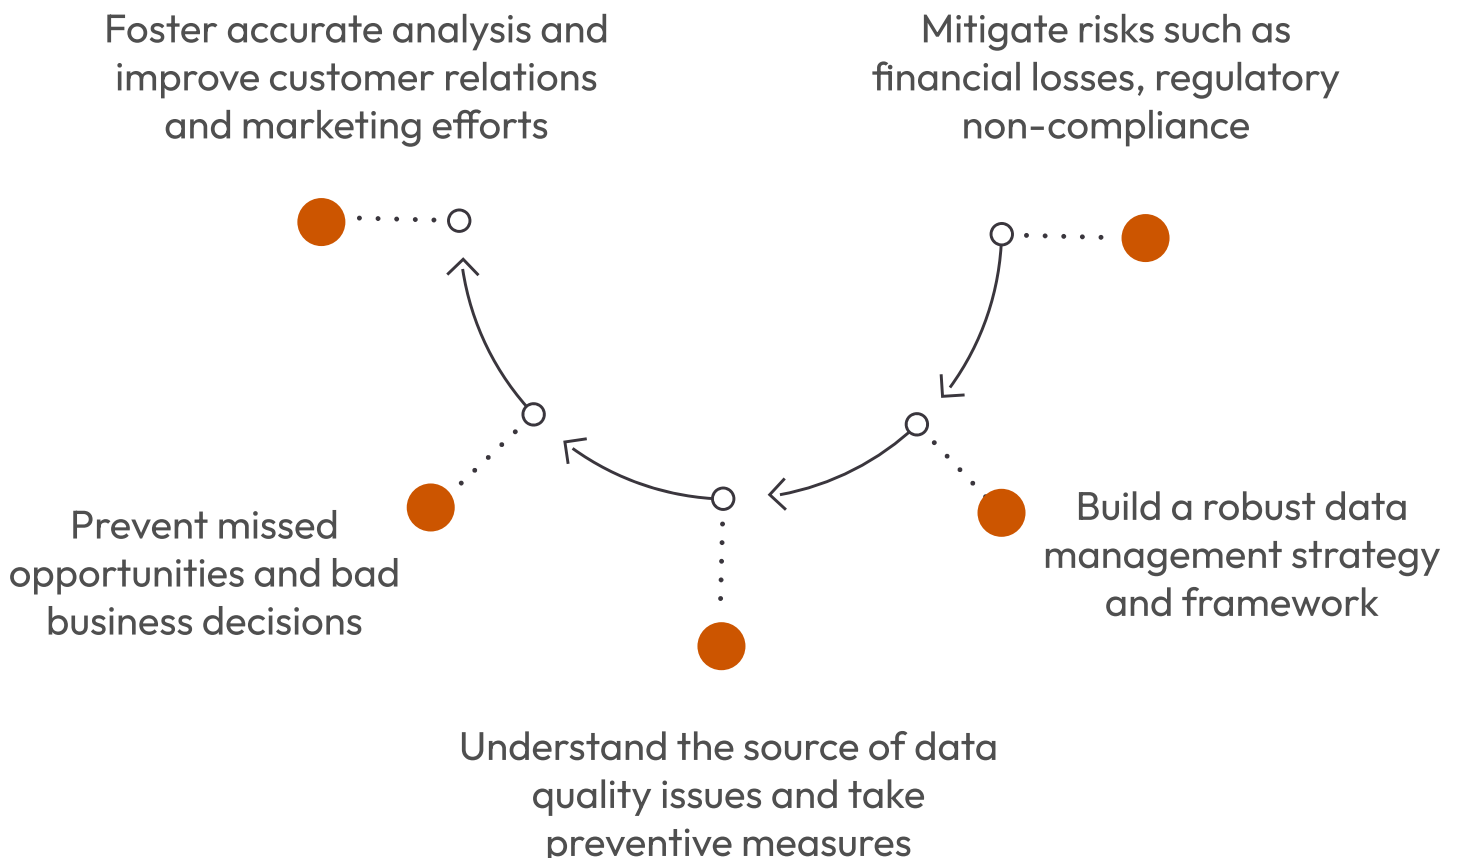 Foster accurate analysis and
improve customer relations
and marketing efforts
Mitigate risks such as
financial losses, regulatory
non-compliance
Prevent missed
opportunities and bad
business decisions
Build a robust data
management strategy
and framework
Understand the source of data
quality issues and take
preventive measures